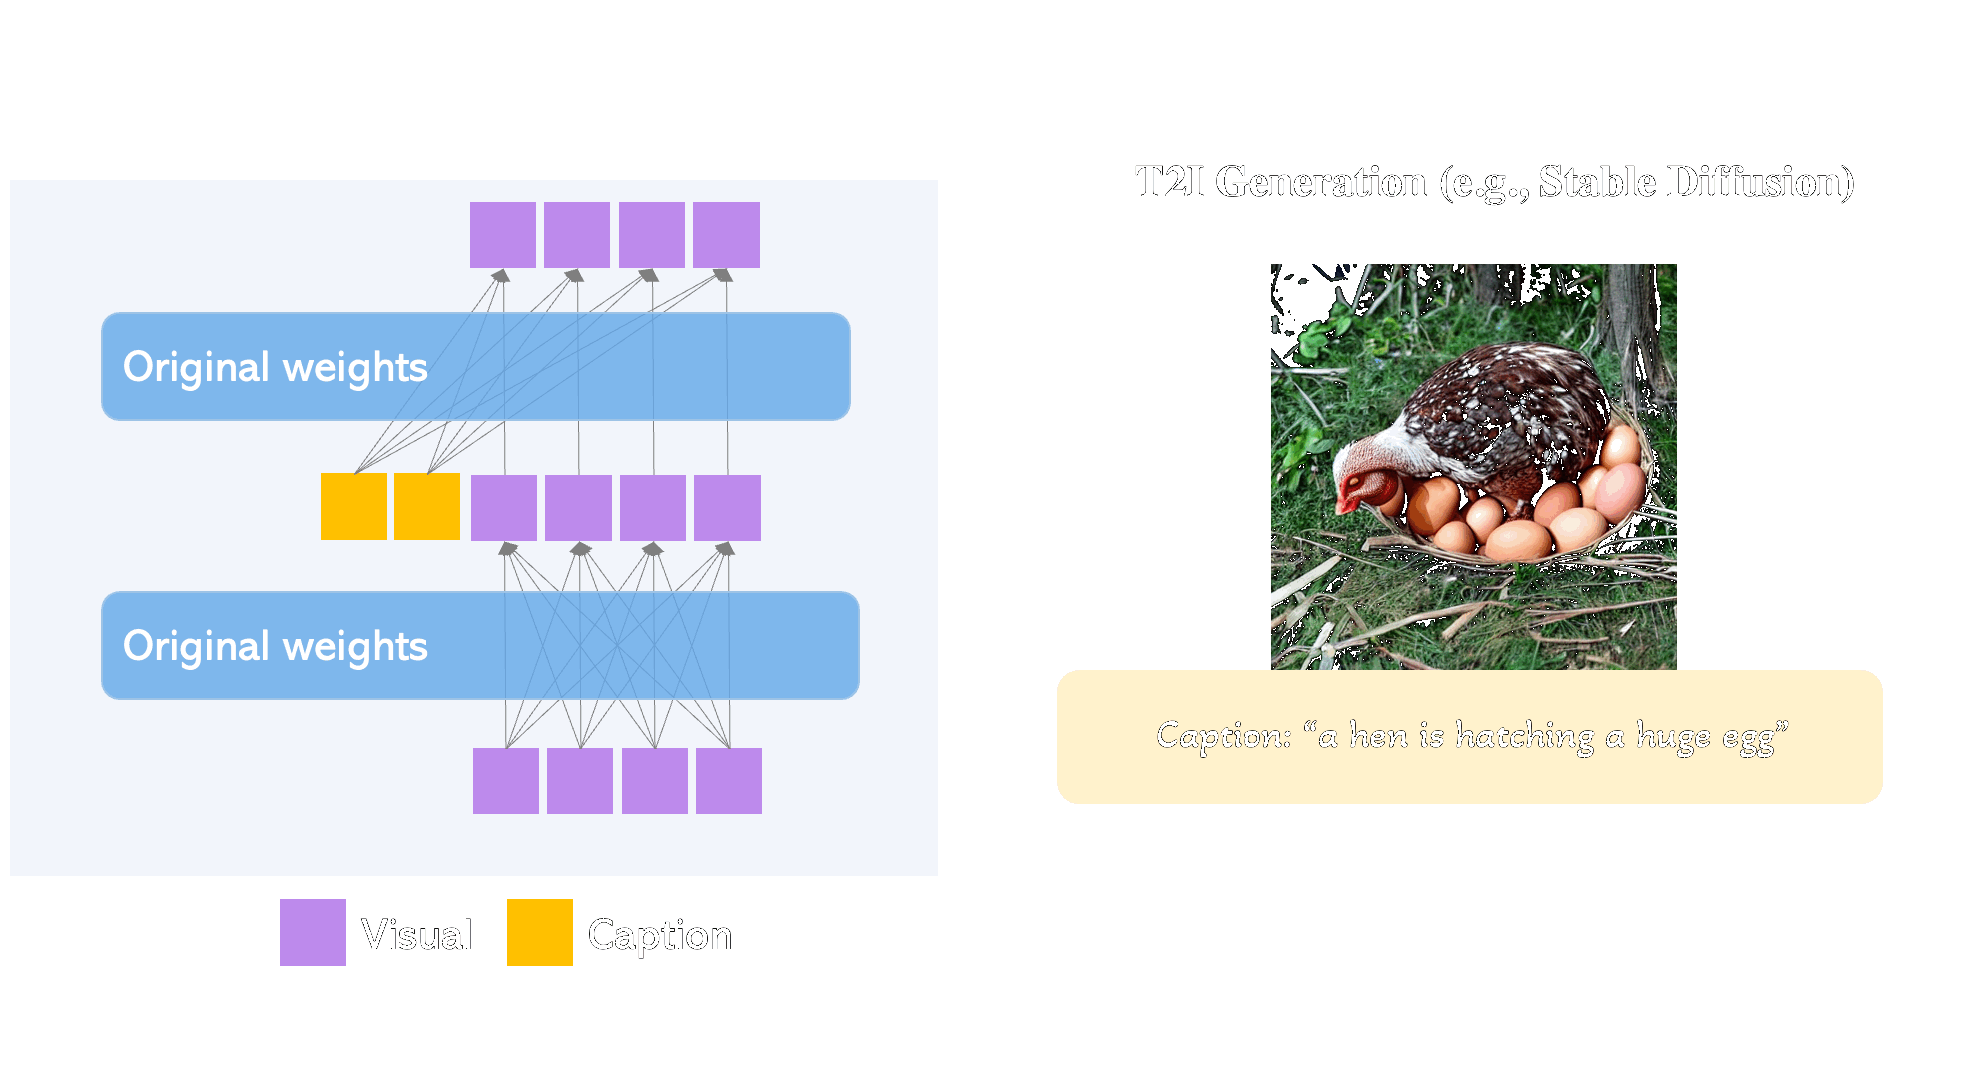 Original weights
Original weights
Visual
Caption
T2I Generation (e.g., Stable Diffusion)
Caption: “a hen is hatching a huge egg”